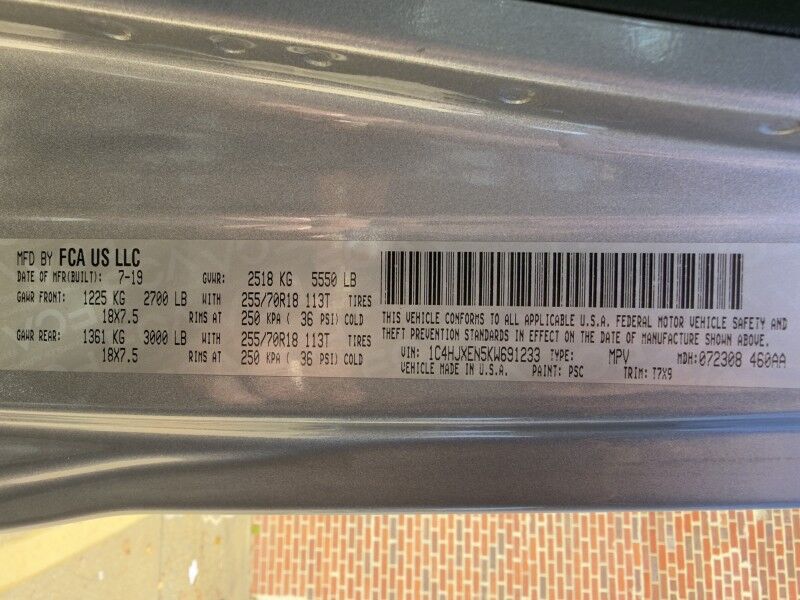 MFD BY FCA US LLC
DATE OF MFR(BUILT): 7-19 GVWR: 2518 KG 5550 LB
GAWR FRONT: 1225 KG 2700 LB WITH 255/70R18 113T TIRES
18X7.5 RIMS AT 250 KPA ( 36 PSI) COLD
GAWR REAR: 1361 KG 3000 LB WITH 255/70R18 113T TIRES
18X7.5 RIMS AT 250 KPA ( 36 PSI) COLD
THIS VEHICLE CONFORMS TO ALL APPLICABLE U.S.A. FEDERAL MOTOR VEHICLE SAFETY AND
THEFT PREVENTION STANDARDS IN EFFECT ON THE DATE OF MANUFACTURE SHOWN ABOVE.
VIN: 1C4HJXEN5KW691233 TYPE: MPV MDH:072308 460AA
VEHICLE MADE IN U.S.A. PAINT: PSC TRIM: T7X9